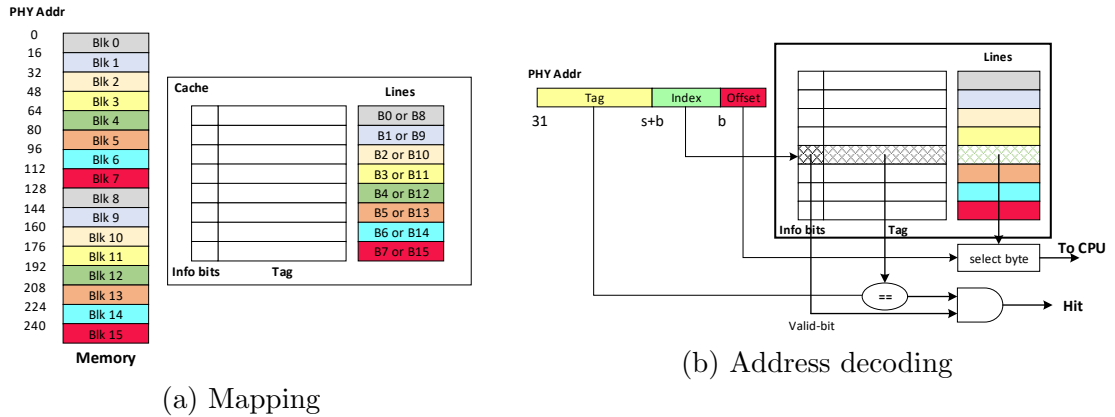 PHY Addr
0
16
32
48
64
80
96
112
128
144
160
176
192
208
224
240
Blk 0
Blk 1
Blk 2
Blk 3
Blk 4
Blk 5
Blk 6
Blk 7
Blk 8
Blk 9
Blk 10
Blk 11
Blk 12
Blk 13
Blk 14
Blk 15
Memory
Cache
Lines
B0 or B8
B1 or B9
B2 or B10
B3 or B11
B4 or B12
B5 or B13
B6 or B14
B7 or B15
Info bits
Tag
(a) Mapping
PHY Addr
Tag
Index
Offset
31
s+b
b
Lines
Info bits
Tag
select byte
To CPU
==
Valid-bit
Hit
(b) Address decoding